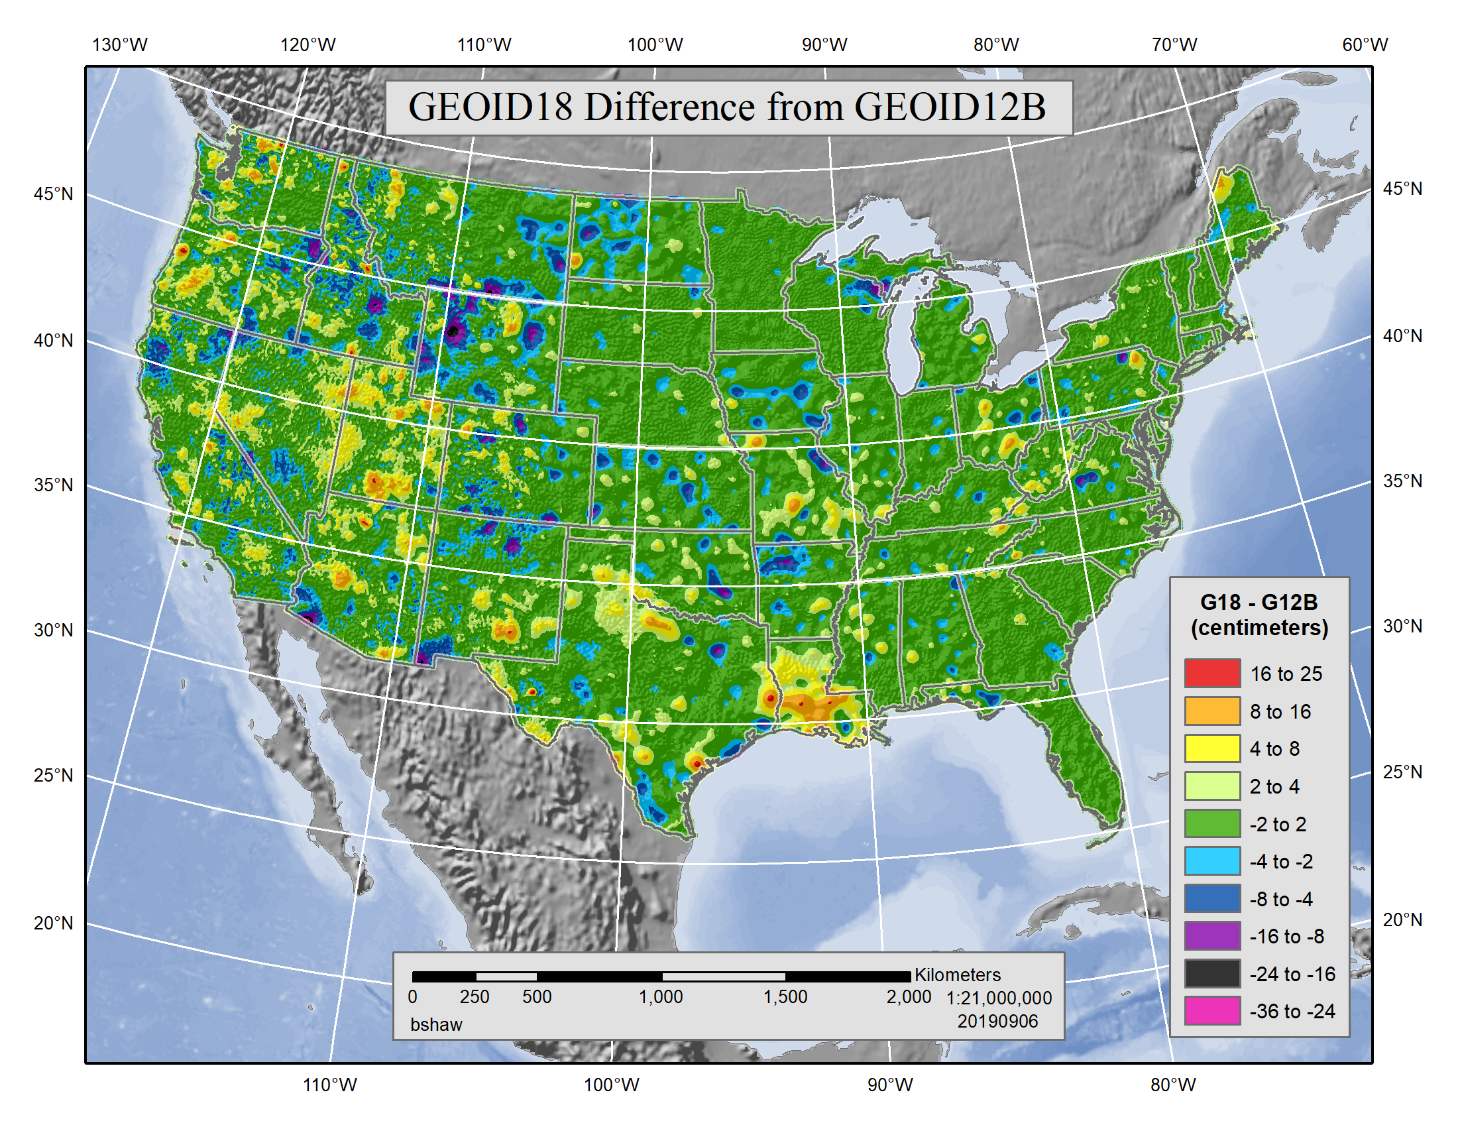 130°W 120°W 110°W 100°W 90°W 80°W 70°W 60°W
GEOID18 Difference from GEOID12B
45°N 45°N
40°N 40°N
35°N 35°N
30°N 30°N
25°N 25°N
20°N 20°N
G18 - G12B
(centimeters)
16 to 25
8 to 16
4 to 8
2 to 4
-2 to 2
-4 to -2
-8 to -4
-16 to -8
-24 to -16
-36 to -24
Kilometers
0 250 500 1,000 1,500 2,000 1:21,000,000
bshaw 20190906
110°W 100°W 90°W 80°W